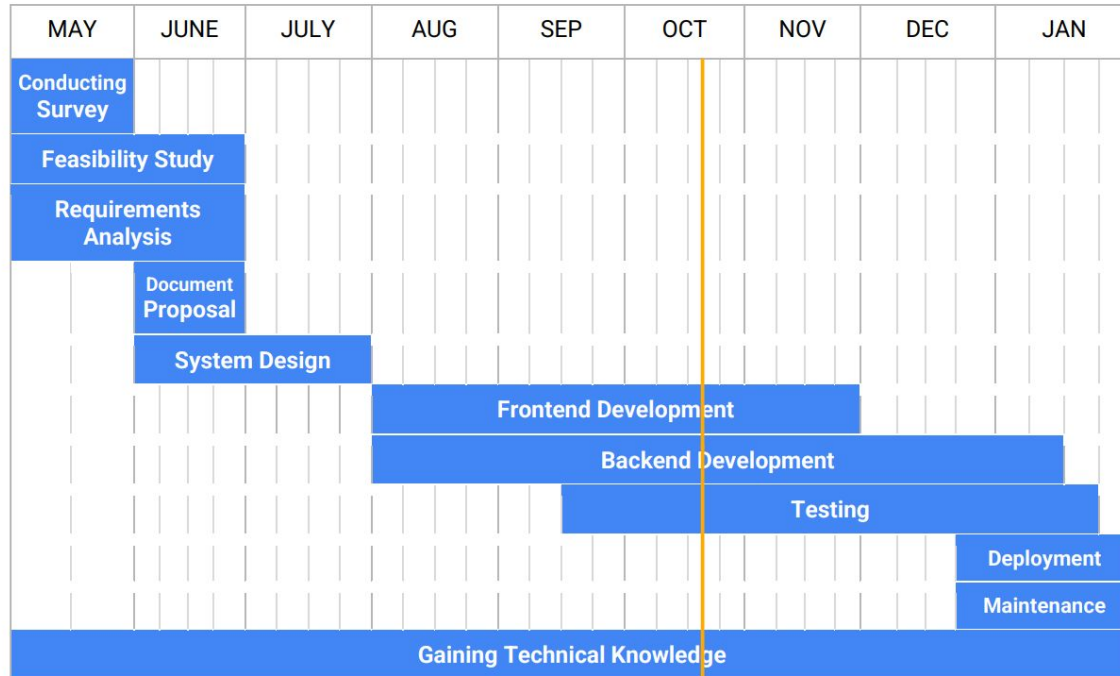 MAY JUNE JULY AUG SEP OCT NOV DEC JAN
Conducting
Survey
Feasibility Study
Requirements
Analysis
Document
Proposal
System Design
Frontend Development
Backend Development
Testing
Deployment
Maintenance
Gaining Technical Knowledge